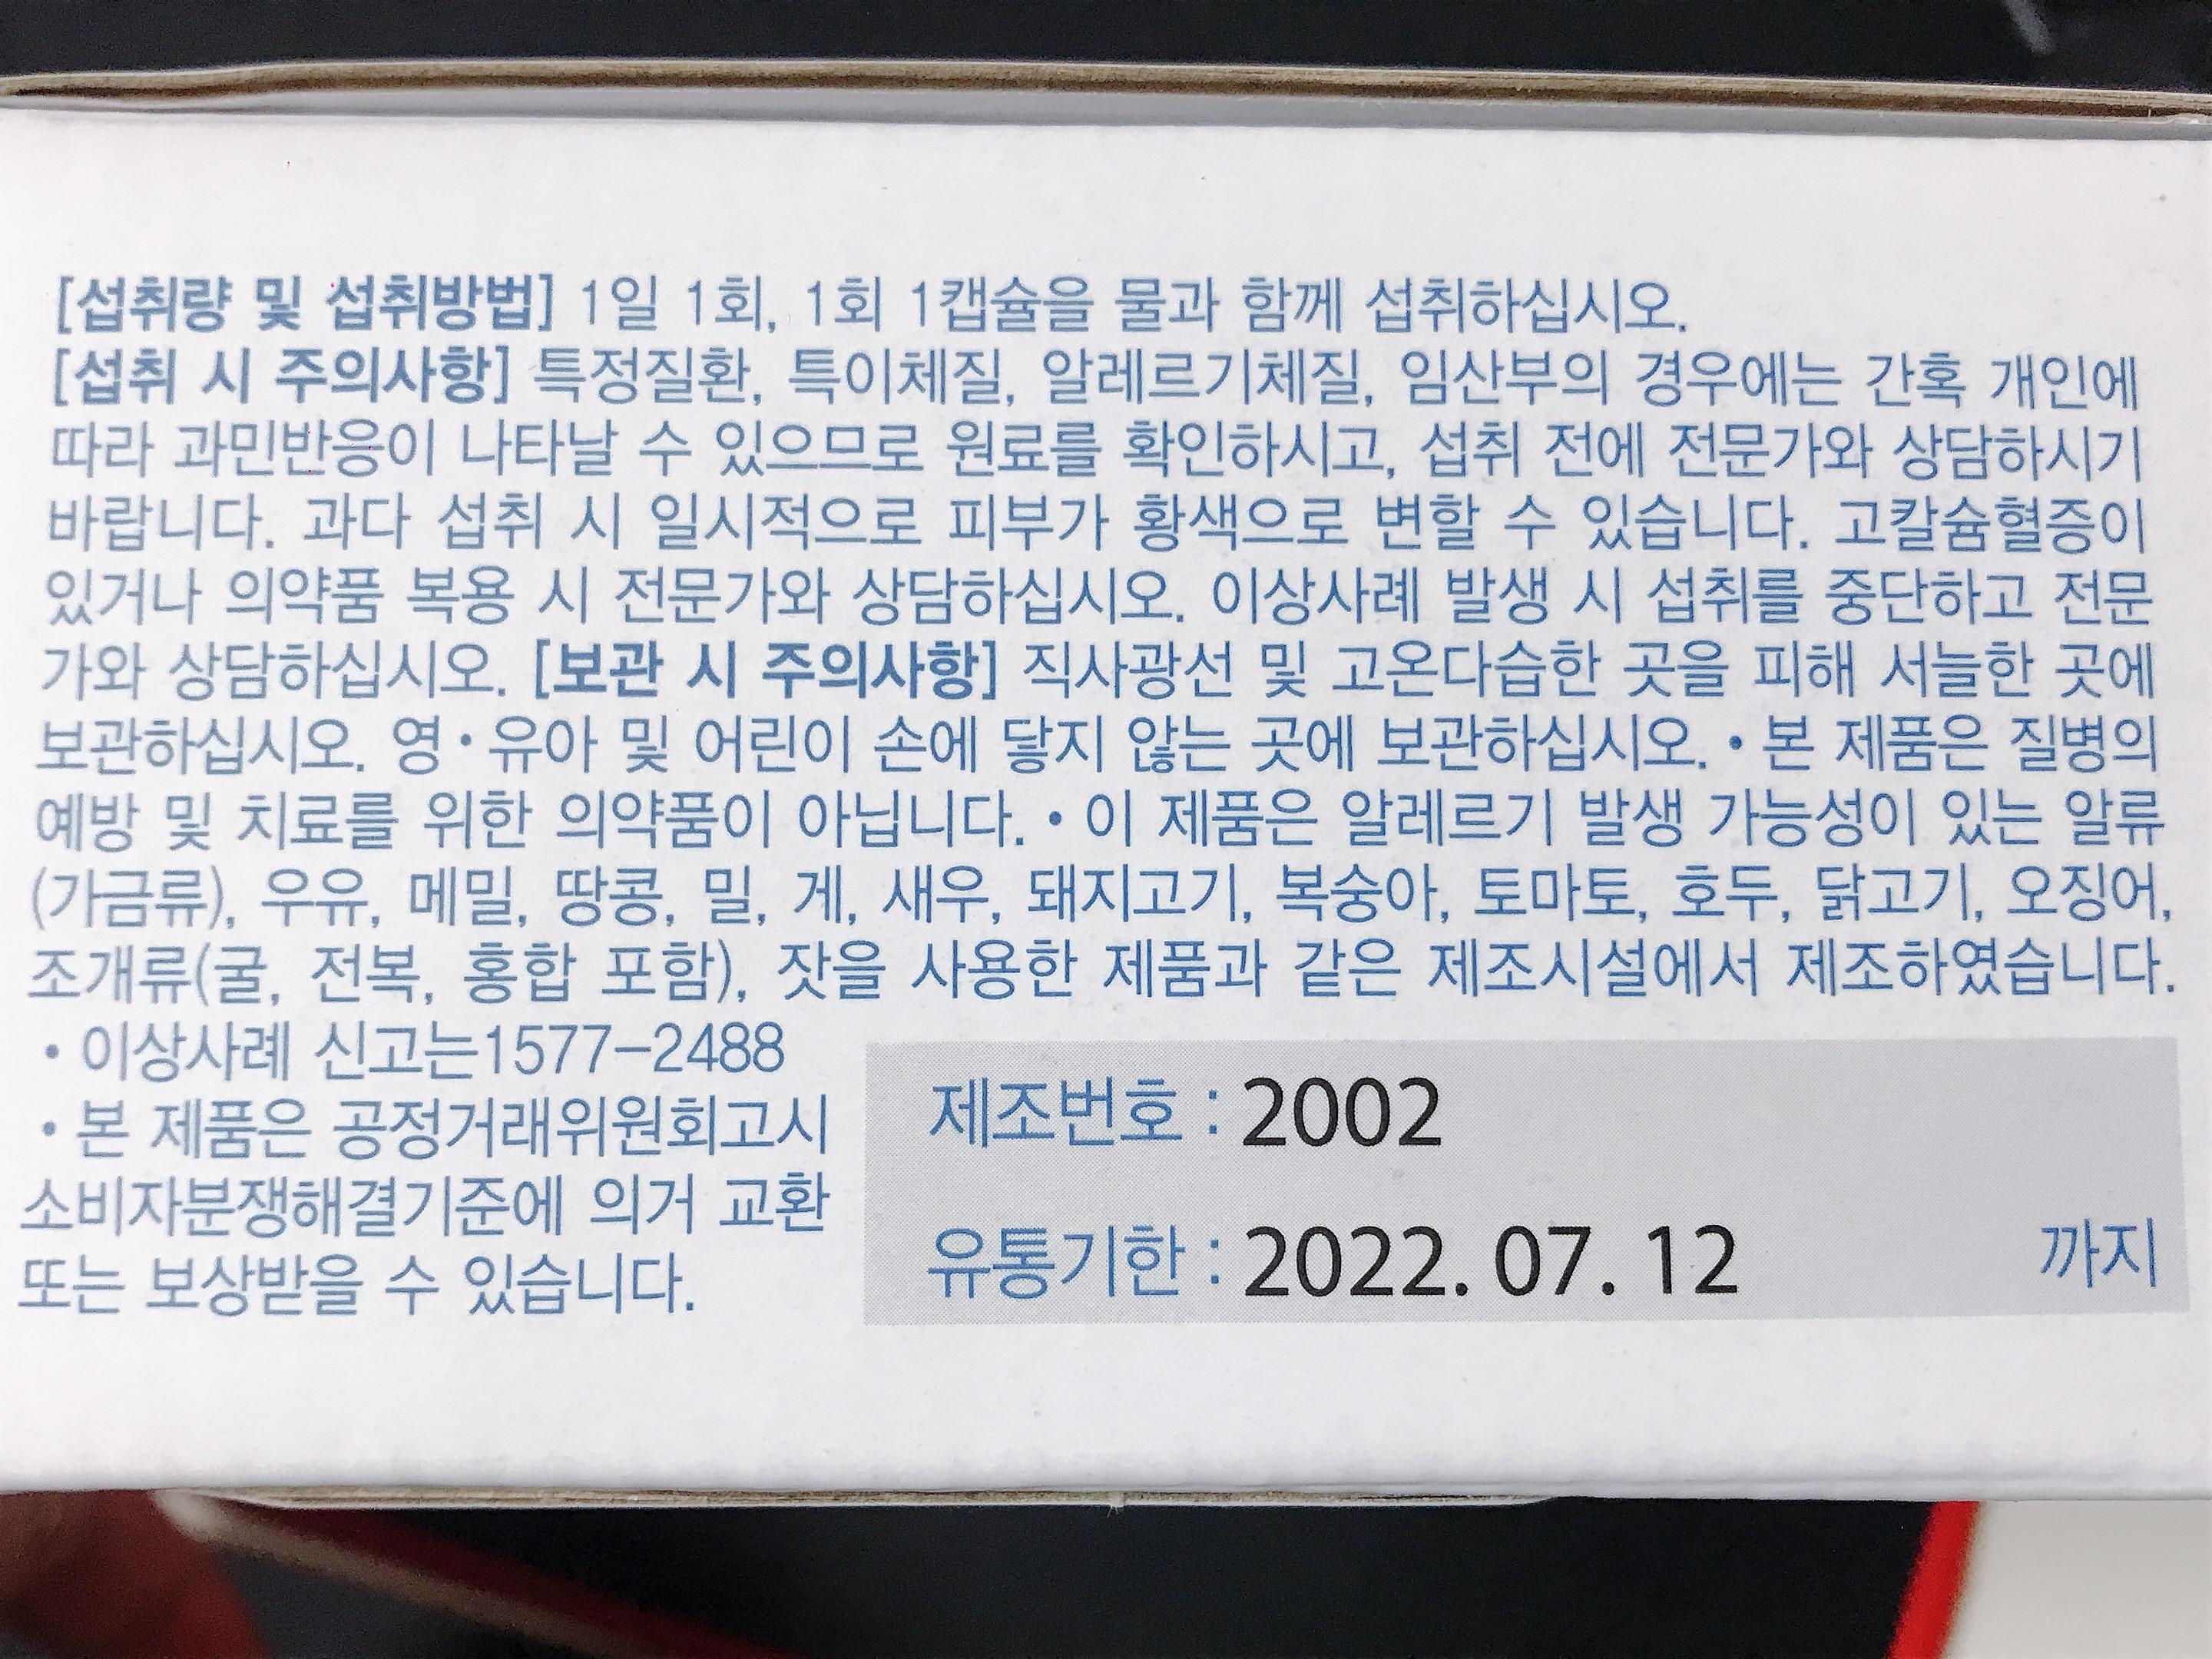 [섭취량 및 섭취방법] 1일 1회, 1회 1캡슐을 물과 함께 섭취하십시오.
[섭취 시 주의사항] 특정질환, 특이체질, 알레르기체질, 임산부의 경우에는 간혹 개인에
따라 과민반응이 나타날 수 있으므로 원료를 확인하시고, 섭취 전에 전문가와 상담하시기
바랍니다. 과다 섭취 시 일시적으로 피부가 황색으로 변할 수 있습니다. 고칼슘혈증이
있거나 의약품 복용 시 전문가와 상담하십시오. 이상사례 발생 시 섭취를 중단하고 전문
가와 상담하십시오. [보관 시 주의사항] 직사광선 및 고온다습한 곳을 피해 서늘한 곳에
보관하십시오. 영·유아 및 어린이 손에 닿지 않는 곳에 보관하십시오. • 본 제품은 질병의
예방 및 치료를 위한 의약품이 아닙니다. • 이 제품은 알레르기 발생 가능성이 있는 알류
(가금류), 우유, 메밀, 땅콩, 밀, 게, 새우, 돼지고기, 복숭아, 토마토, 호두, 닭고기, 오징어,
조개류(굴, 전복, 홍합 포함), 잣을 사용한 제품과 같은 제조시설에서 제조하였습니다.
• 이상사례 신고는1577-2488
• 본 제품은 공정거래위원회고시
소비자분쟁해결기준에 의거 교환
또는 보상받을 수 있습니다.
제조번호 : 2002
유통기한 : 2022. 07. 12 까지